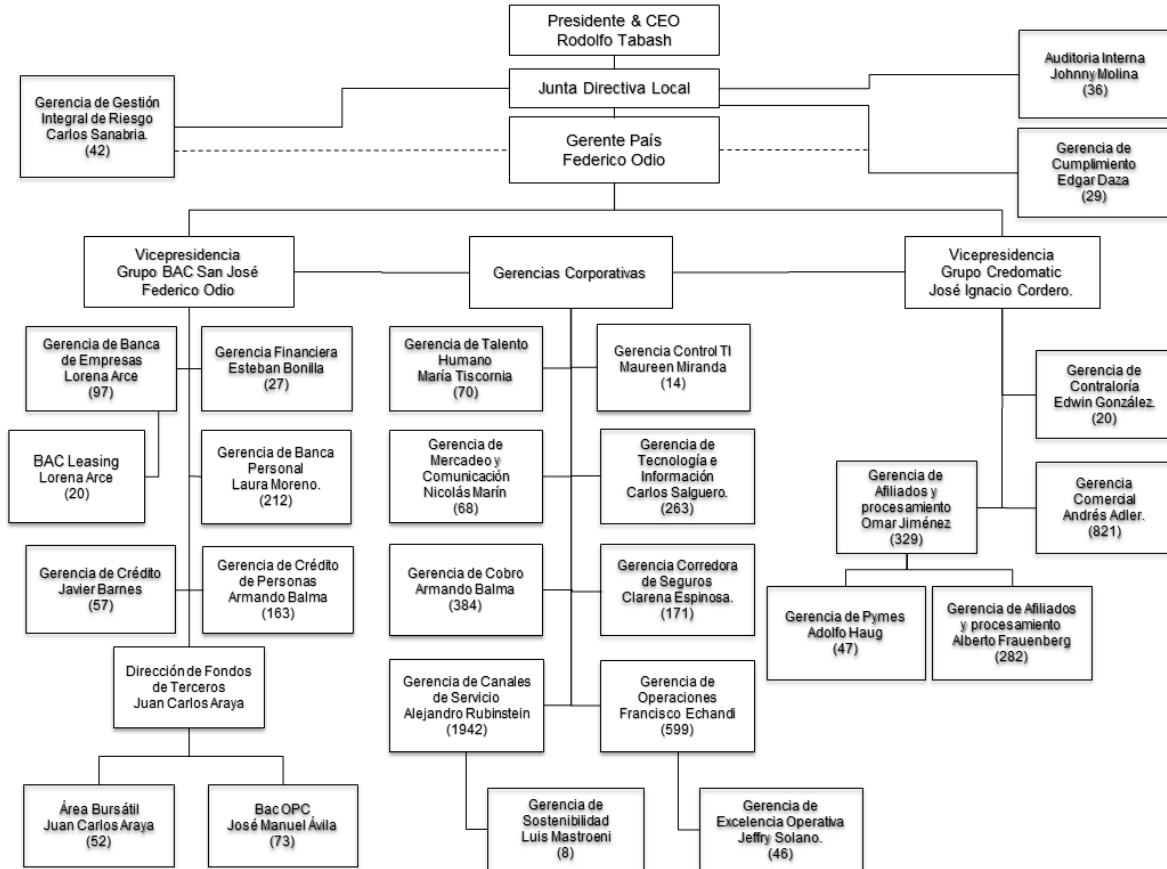 Presidente & CEO
Rodolfo Tabash
Junta Directiva Local
Auditoria Interna
Johnny Molina
(36)
Gerencia de Gestión
Integral de Riesgo
Carlos Sanabria.
(42)
Gerente País
Federico Odio
Gerencia de
Cumplimiento
Edgar Daza
(29)
Vicepresidencia
Grupo BAC San José
Federico Odio
Gerencias Corporativas
Vicepresidencia
Grupo Credomatic
José Ignacio Cordero.
Gerencia de Banca
de Empresas
Lorena Arce
(97)
Gerencia Financiera
Esteban Bonilla
(27)
Gerencia de Talento
Humano
María Tiscornia
(70)
Gerencia Control TI
Maureen Miranda
(14)
Gerencia de
Contraloría
Edwin González.
(20)
BAC Leasing
Lorena Arce
(20)
Gerencia de Banca
Personal
Laura Moreno.
(212)
Gerencia de
Mercadeo y
Comunicación
Nicolás Marín
(68)
Gerencia de
Tecnología e
Información
Carlos Salguero.
(263)
Gerencia de
Afiliados y
procesamiento
Omar Jiménez
(329)
Gerencia
Comercial
Andrés Adler.
(821)
Gerencia de Crédito
Javier Barnes
(57)
Gerencia de Crédito
de Personas
Armando Balma
(163)
Gerencia de Cobro
Armando Balma
(384)
Gerencia Corredora
de Seguros
Clarena Espinosa.
(171)
Gerencia de Pymes
Adolfo Haug
(47)
Gerencia de Afiliados
y procesamiento
Alberto Frauenberg
(282)
Dirección de Fondos
de Terceros
Juan Carlos Araya
Gerencia de Canales
de Servicio
Alejandro Rubinstein
(1942)
Gerencia de
Operaciones
Francisco Echandi
(599)
Área Bursátil
Juan Carlos Araya
(52)
Bac OPC
José Manuel Ávila
(73)
Gerencia de
Sostenibilidad
Luis Mastroeni
(8)
Gerencia de
Excelencia Operativa
Jeffry Solano.
(46)